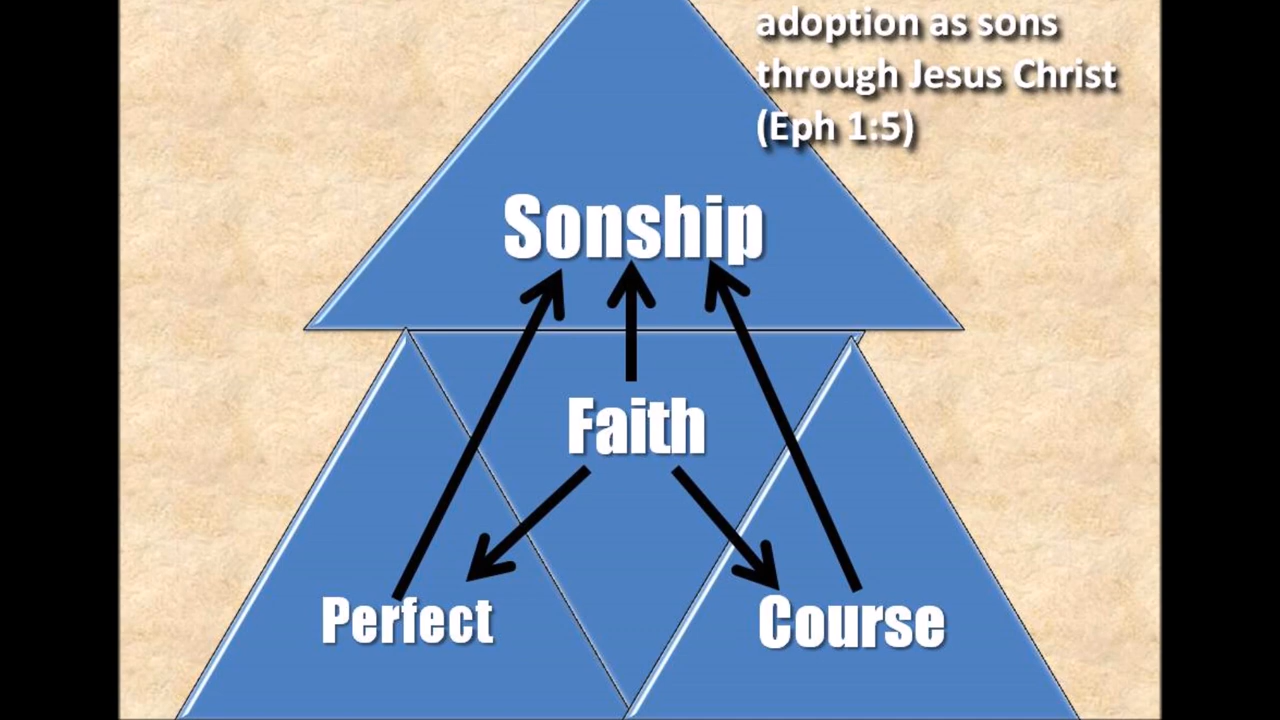 adoption as sons
through Jesus Christ
(Eph 1:5)
Sonship
Faith
Perfect
Course